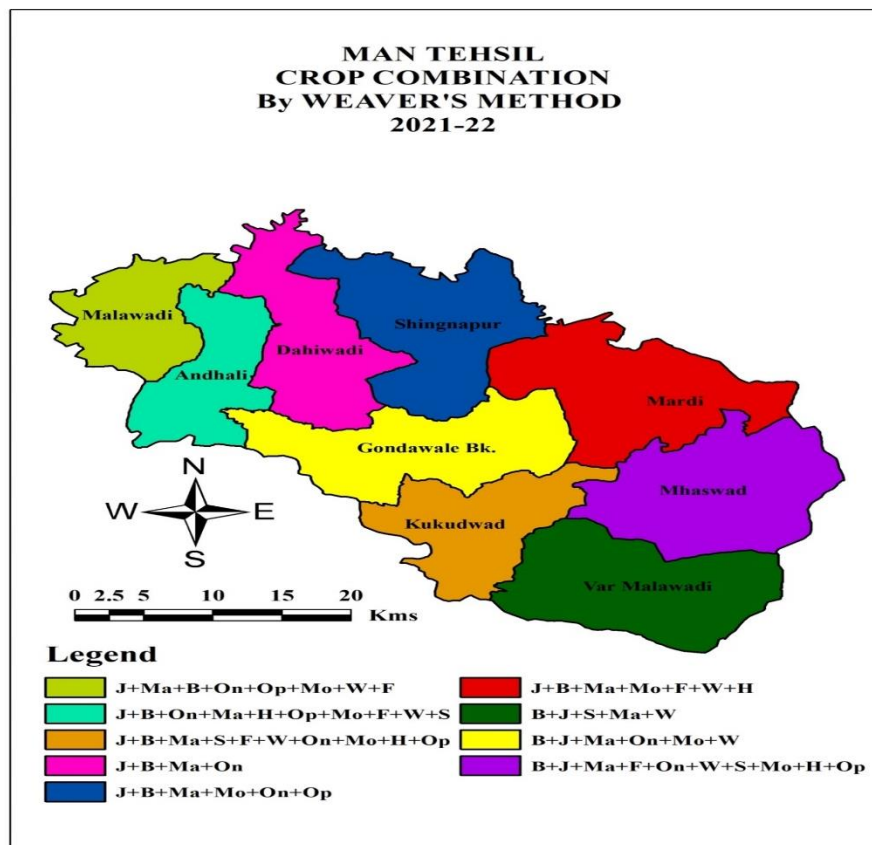 MAN TEHSIL
CROP COMBINATION
By WEAVER'S METHOD
2021-22
Malawadi
Shingnapur
Dahiwadi
Andhali
Mardi
Gondawale Bk.
Mhaswad
Kukudwad
Var Malawadi
N
W E
S
0 2.5 5 10 15 20
Kms
Legend
J+Ma+B+On+Op+Mo+W+F
J+B+On+Ma+H+Op+Mo+F+W+S
J+B+Ma+S+F+W+On+Mo+H+Op
J+B+Ma+On
J+B+Ma+Mo+On+Op
J+B+Ma+Mo+F+W+H
B+J+S+Ma+W
B+J+Ma+On+Mo+W
B+J+Ma+F+On+W+S+Mo+H+Op